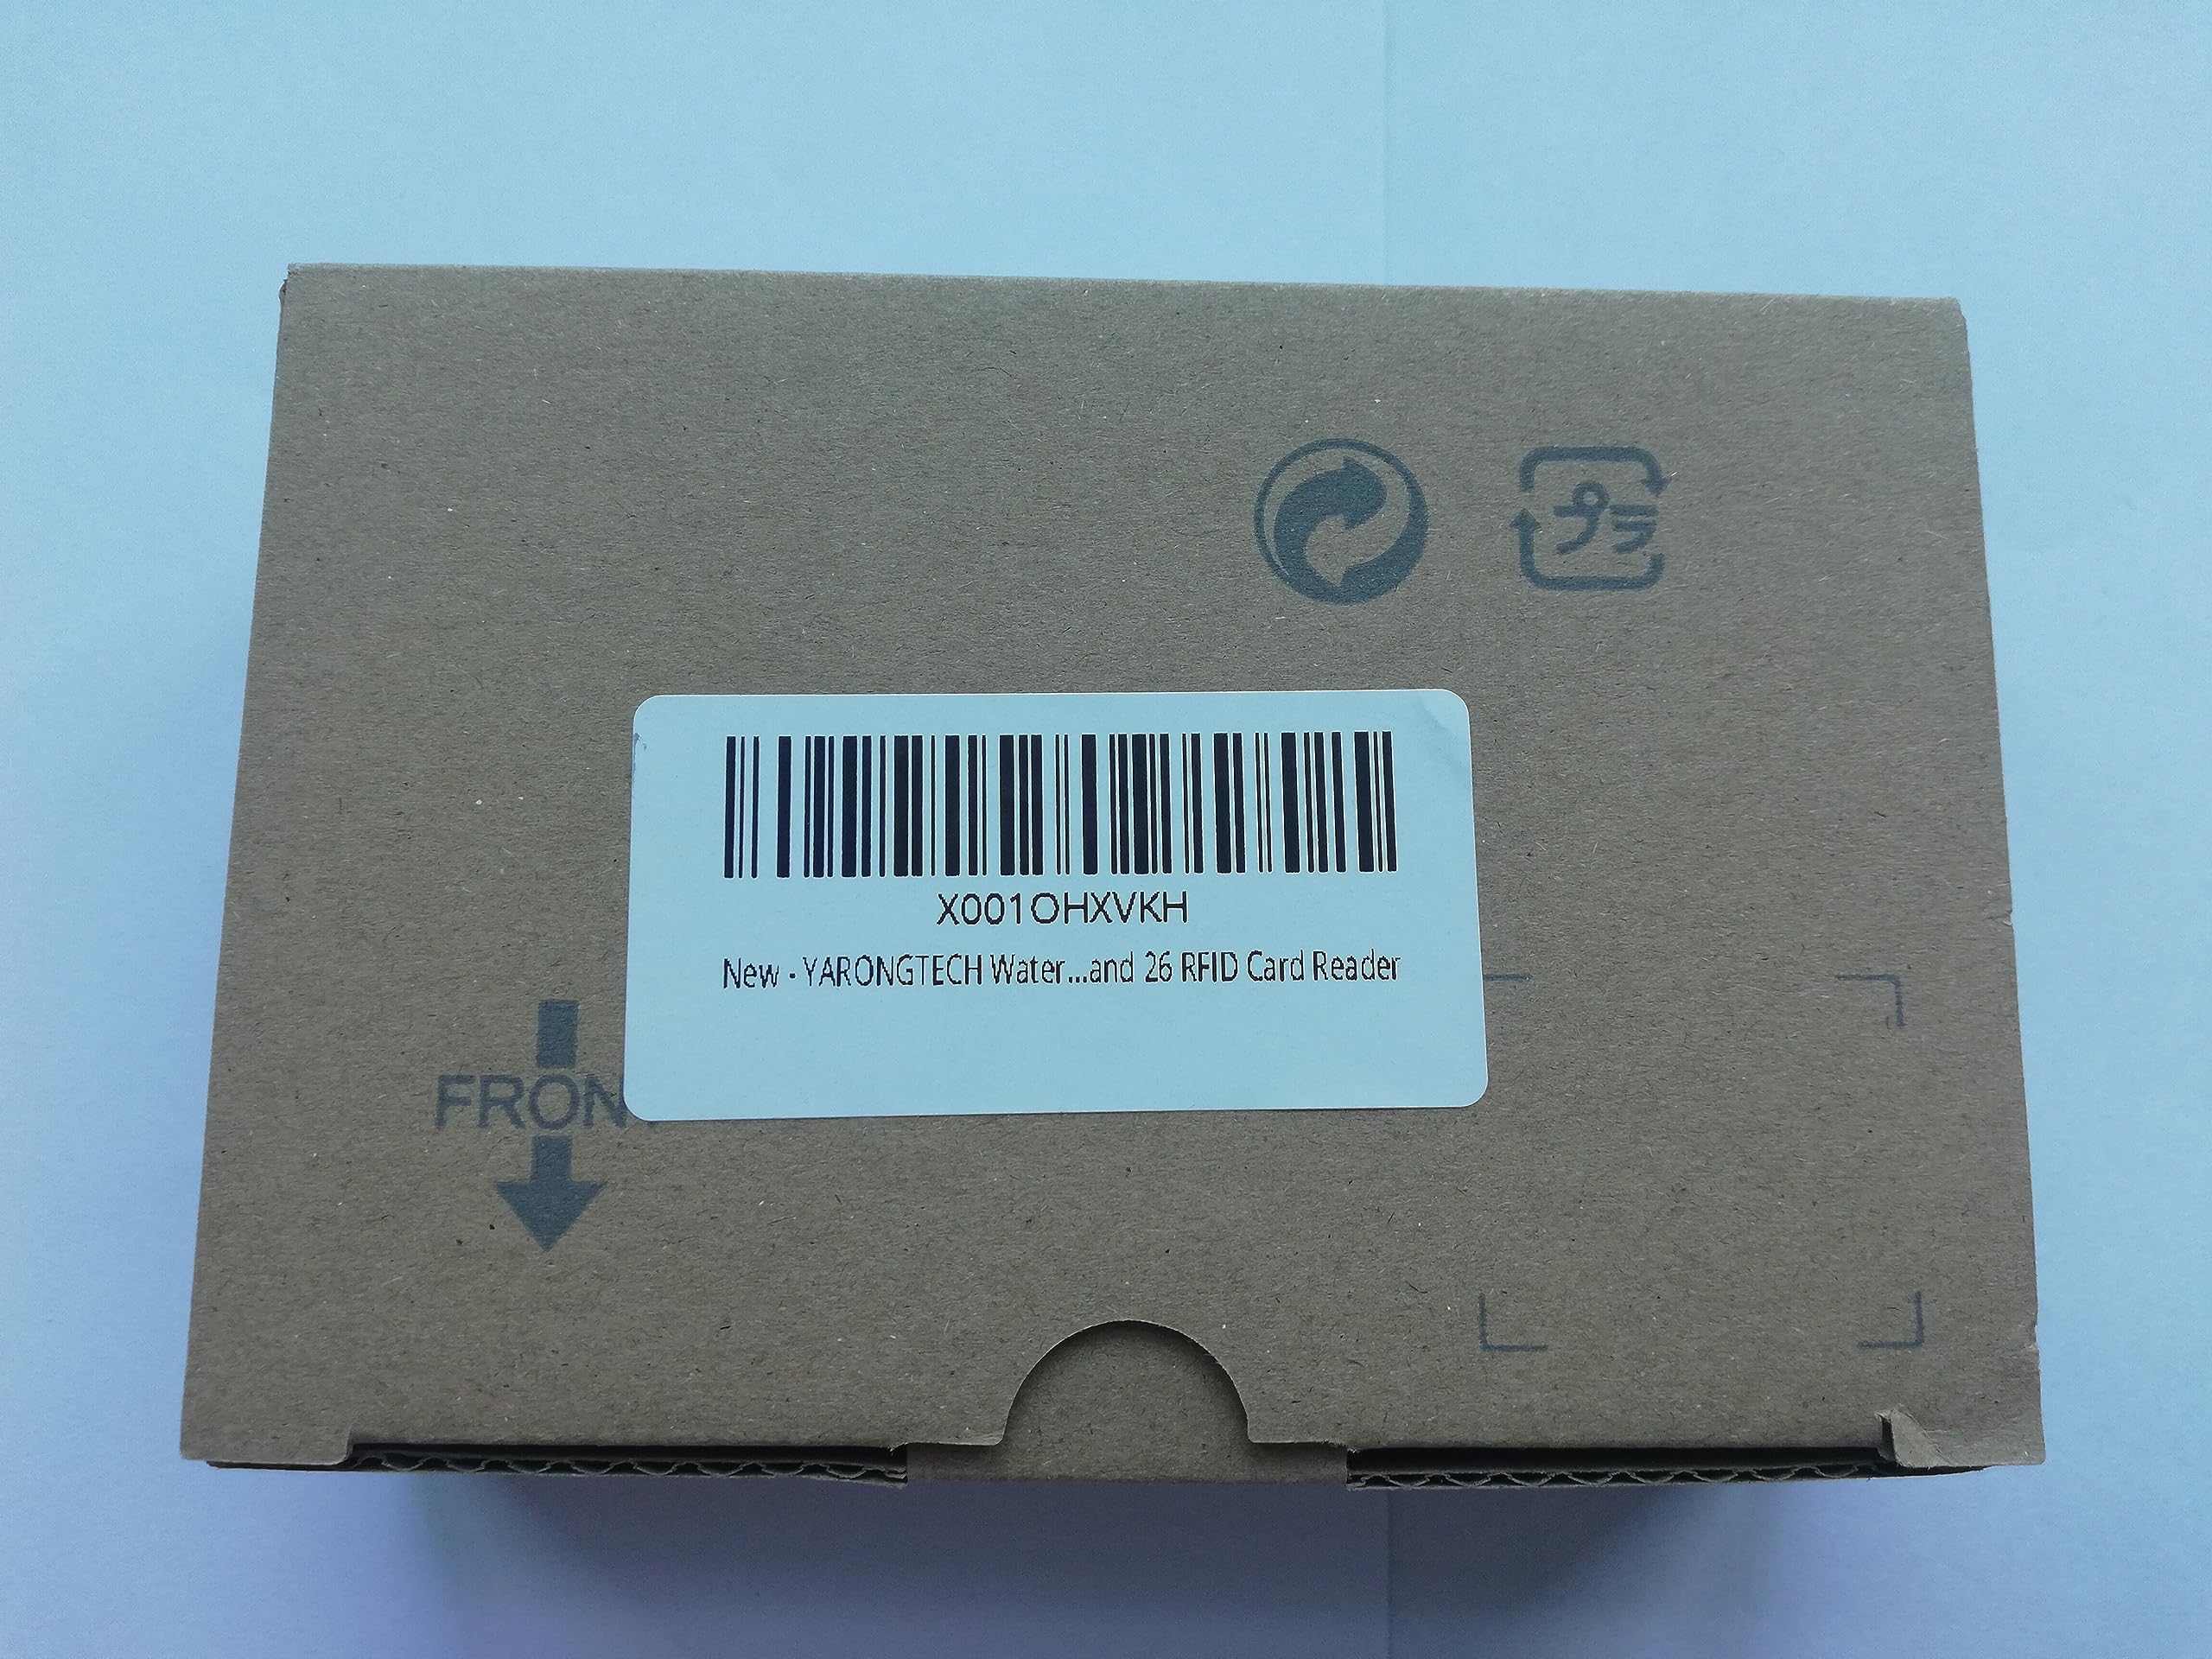 プラ
X001OHXVKH
New - YARONGTECH Water...and 26 RFID Card Reader
FRON